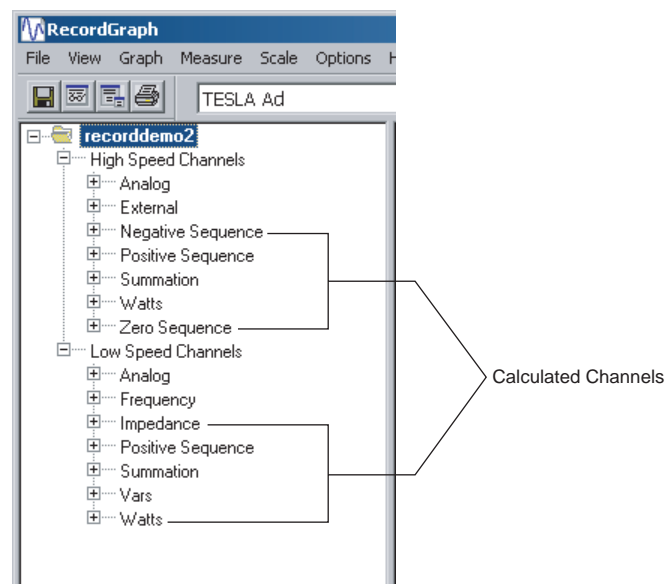 RecordGraph
File View Graph Measure Scale Options H
TESLA Ad
recorddemo2
High Speed Channels
Analog
External
Negative Sequence
Positive Sequence
Summation
Watts
Zero Sequence
Low Speed Channels
Analog
Frequency
Impedance
Positive Sequence
Summation
Vars
Watts
Calculated Channels